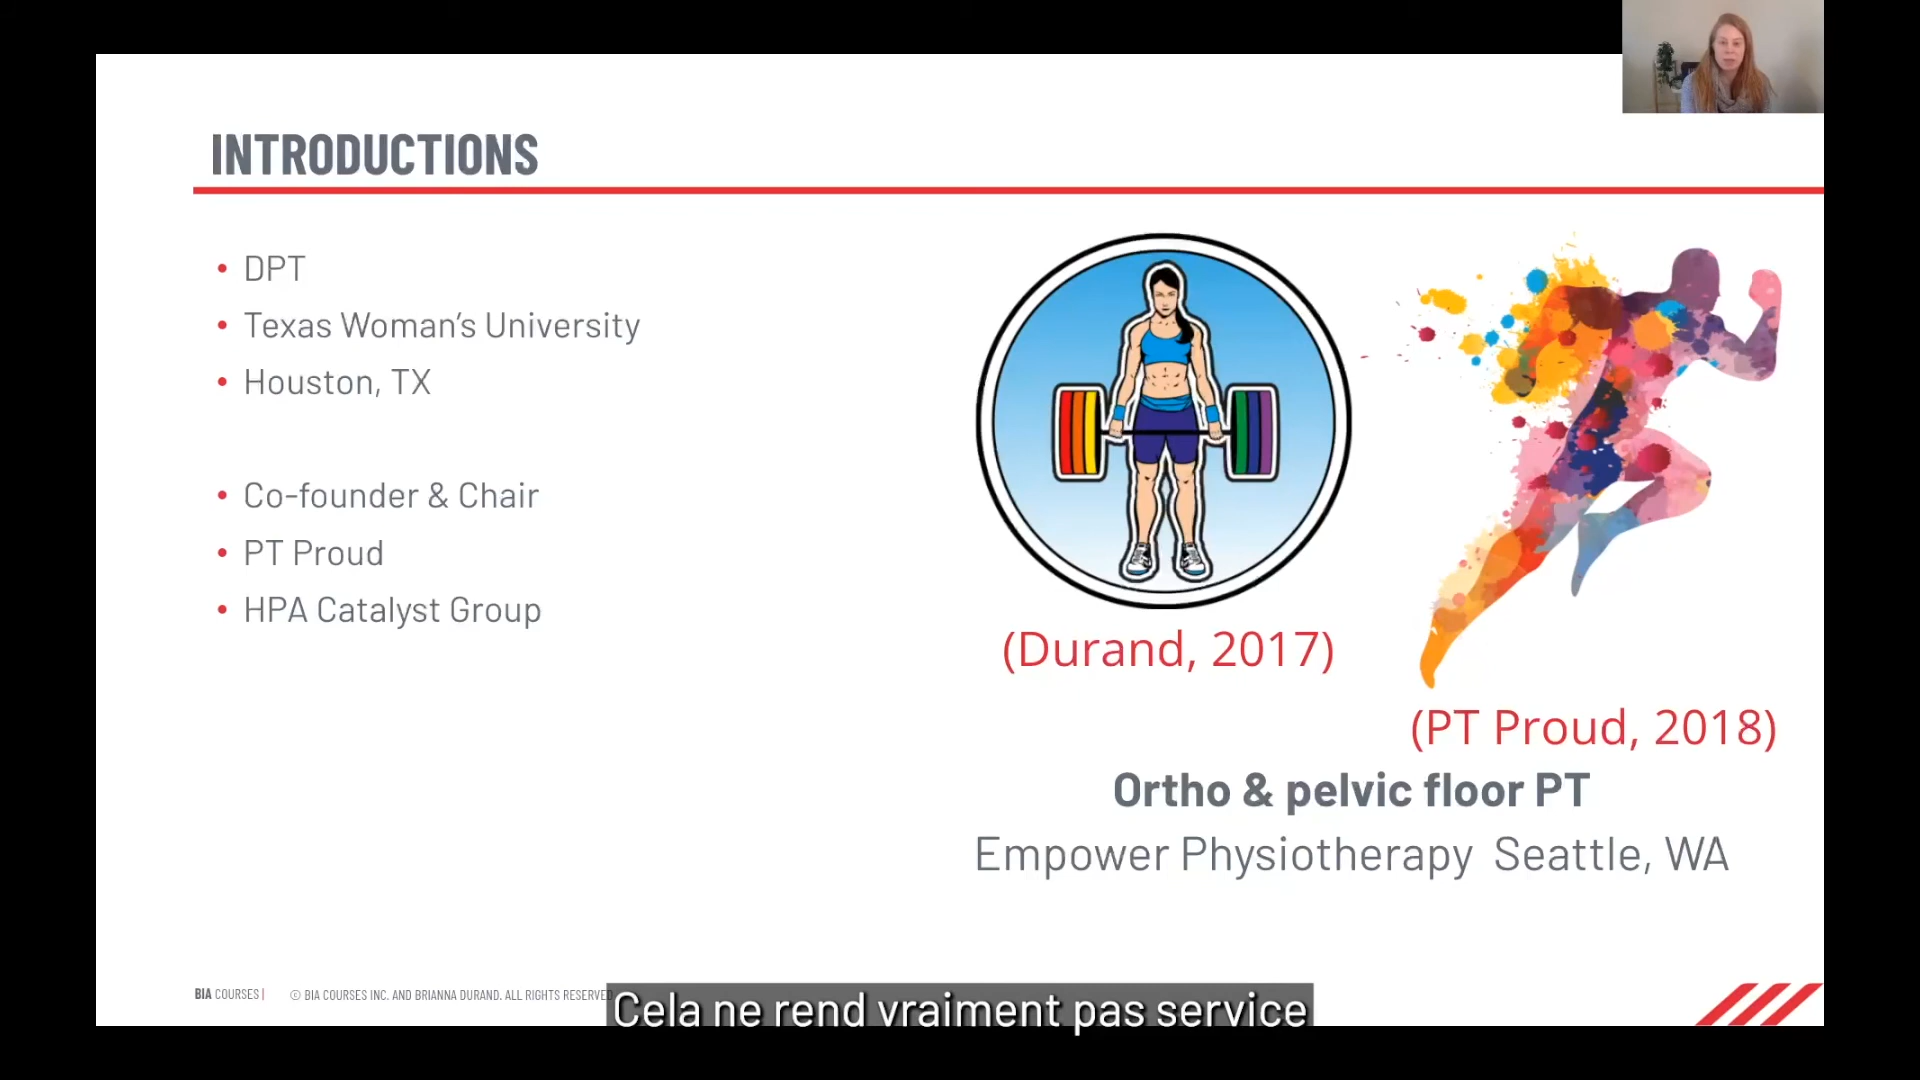 INTRODUCTIONS
• DPT
• Texas Woman's University
• Houston, TX
• Co-founder & Chair
• PT Proud
• HPA Catalyst Group
(Durand, 2017)
(PT Proud, 2018)
Ortho & pelvic floor PT
Empower Physiotherapy Seattle, WA
BIA COURSES| © BIA COURSES INC. AND BRIANNA DURAND. ALL RIGHTS RESERVED
Cela ne rend vraiment pas service